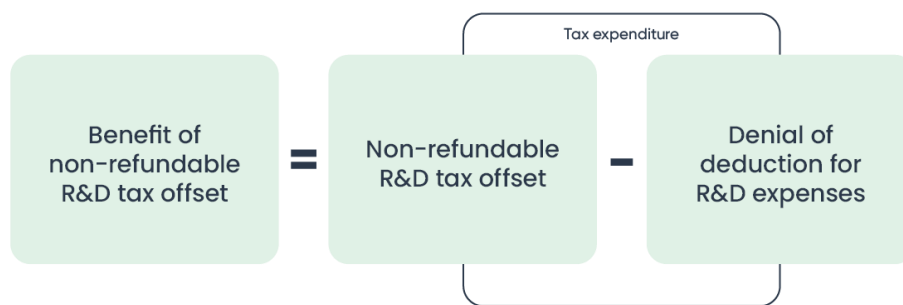 Tax expenditure
Benefit of
non-refundable
R&D tax offset
=
Non-refundable
R&D tax offset
-
Denial of
deduction for
R&D expenses